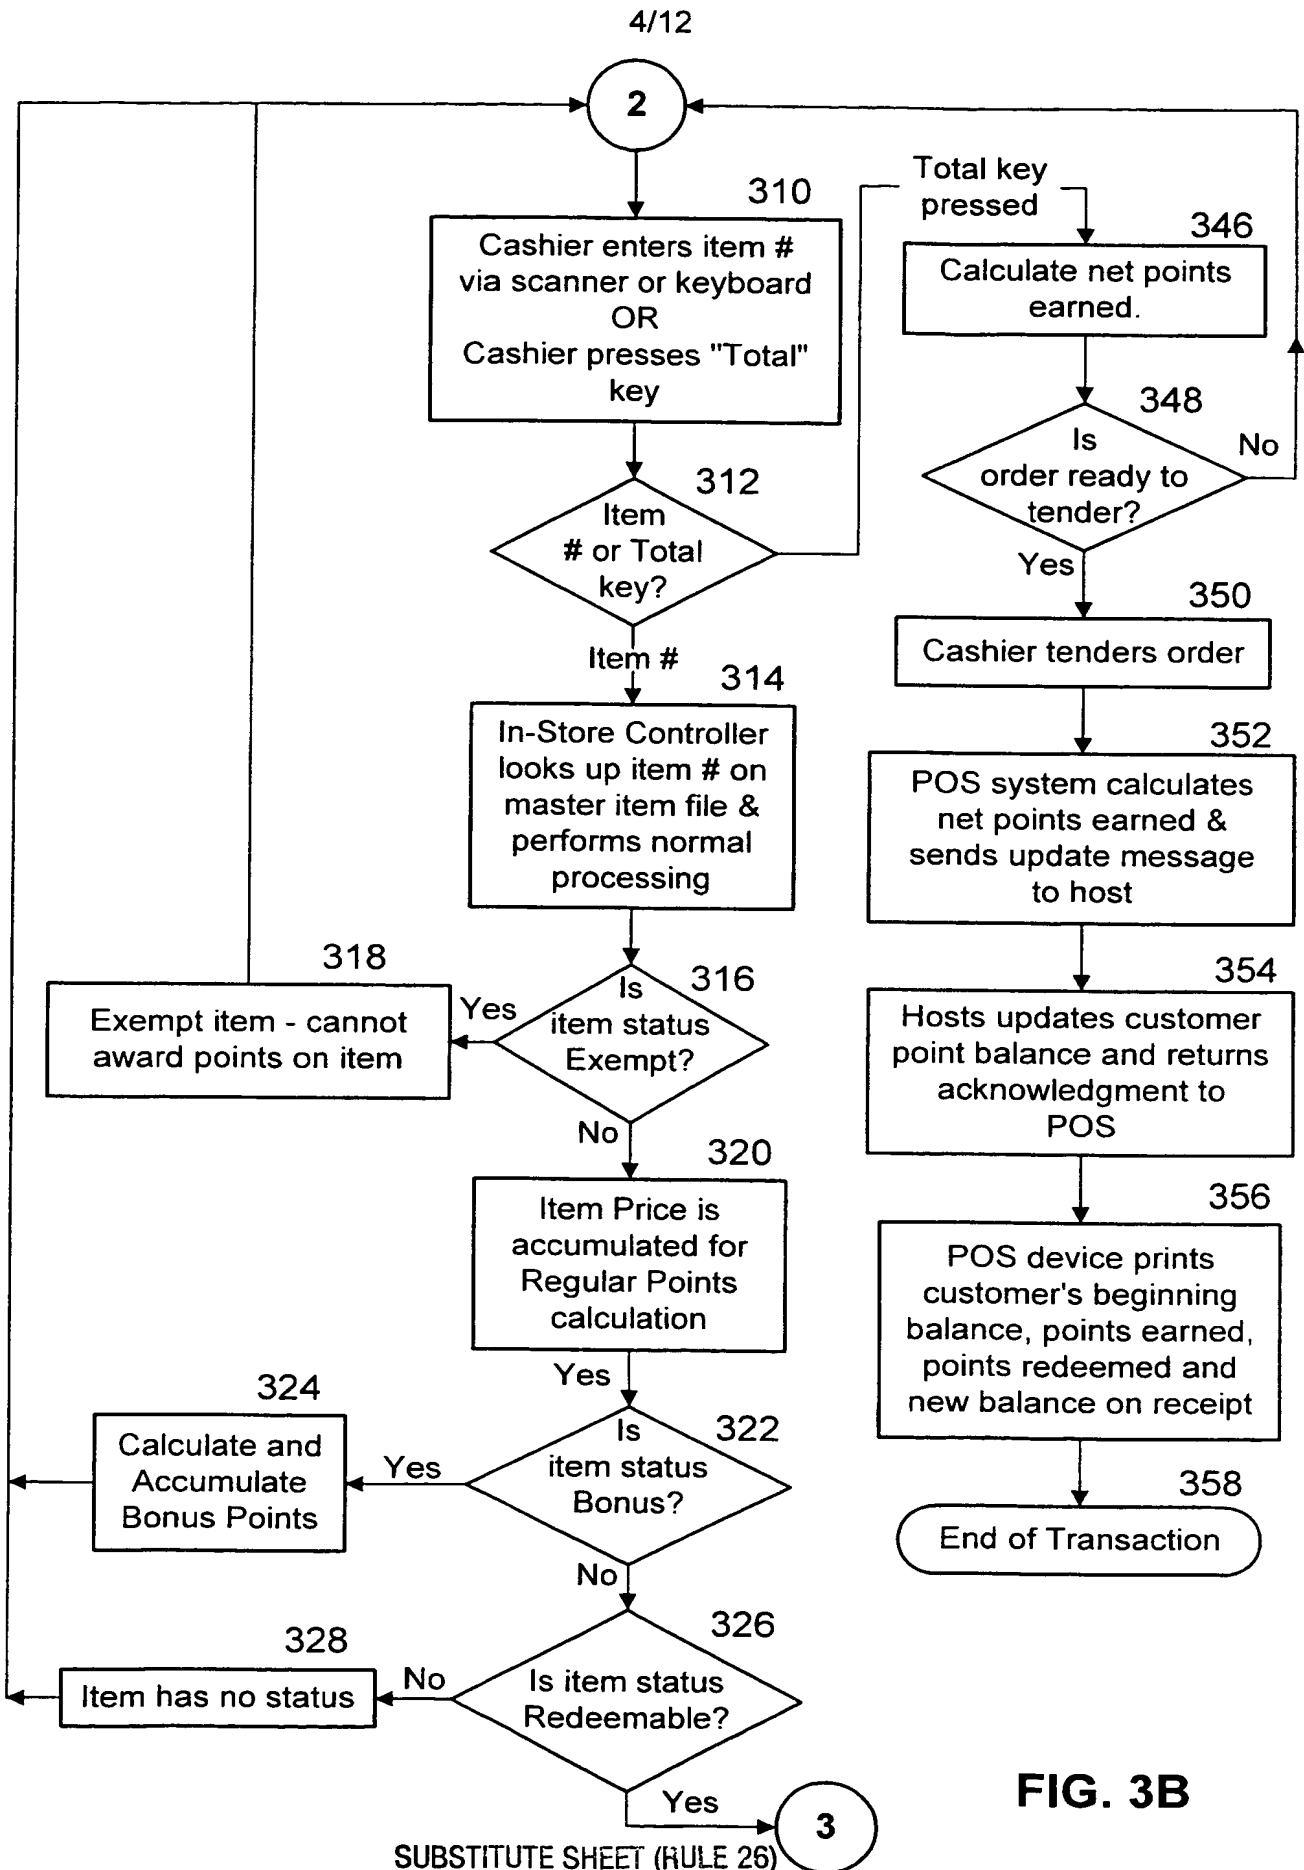 4/12
2
310
Cashier enters item #
via scanner or keyboard
OR
Cashier presses "Total"
key
312
Item
# or Total
key?
Item #
314
In-Store Controller
looks up item # on
master item file &
performs normal
processing
316
Is
item status
Exempt?
Yes
318
Exempt item - cannot
award points on item
No
320
Item Price is
accumulated for
Regular Points
calculation
Yes
322
Is
item status
Bonus?
Yes
324
Calculate and
Accumulate
Bonus Points
No
326
Is item status
Redeemable?
No
328
Item has no status
Yes
3
Total key
pressed
346
Calculate net points
earned.
348
Is
order ready to
tender?
No
Yes
350
Cashier tenders order
352
POS system calculates
net points earned &
sends update message
to host
354
Hosts updates customer
point balance and returns
acknowledgment to
POS
356
POS device prints
customer's beginning
balance, points earned,
points redeemed and
new balance on receipt
358
End of Transaction
FIG. 3B
SUBSTITUTE SHEET (RULE 26)